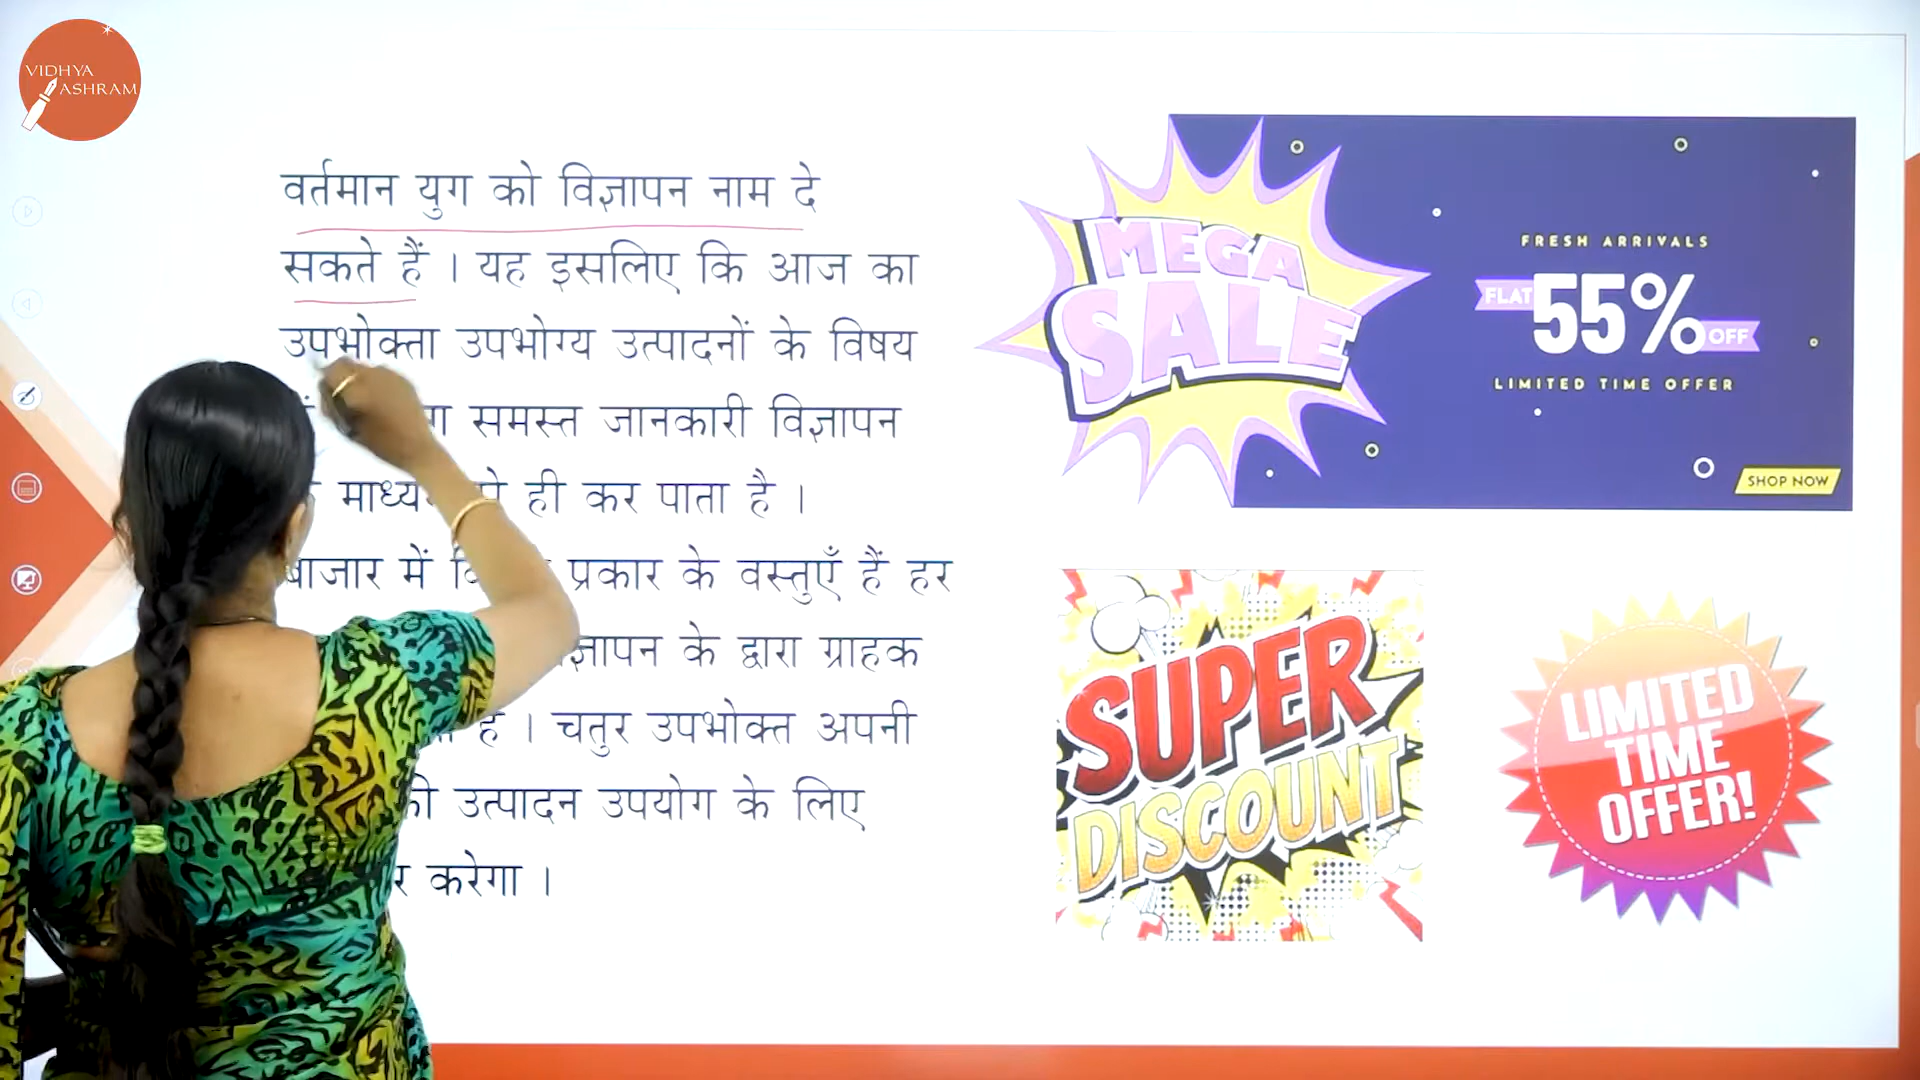 VIDHYA
ASHRAM
वर्तमान युग को विज्ञापन नाम दे
सकते हैं । यह इसलिए कि आज का
उपभोक्ता उपभोग्य उत्पादनों के विषय
समस्त जानकारी विज्ञापन
ही कर पाता है ।
बाजार में प्रकार के वस्तुएँ हैं हर
के द्वारा ग्राहक
है । चतुर उपभोक्त अपनी
उत्पादन उपयोग के लिए
करेगा ।
MEGA
SALE
FRESH ARRIVALS
FLAT 55% OFF
LIMITED TIME OFFER
SHOP NOW
SUPER
DISCOUNT
LIMITED
TIME
OFFER!